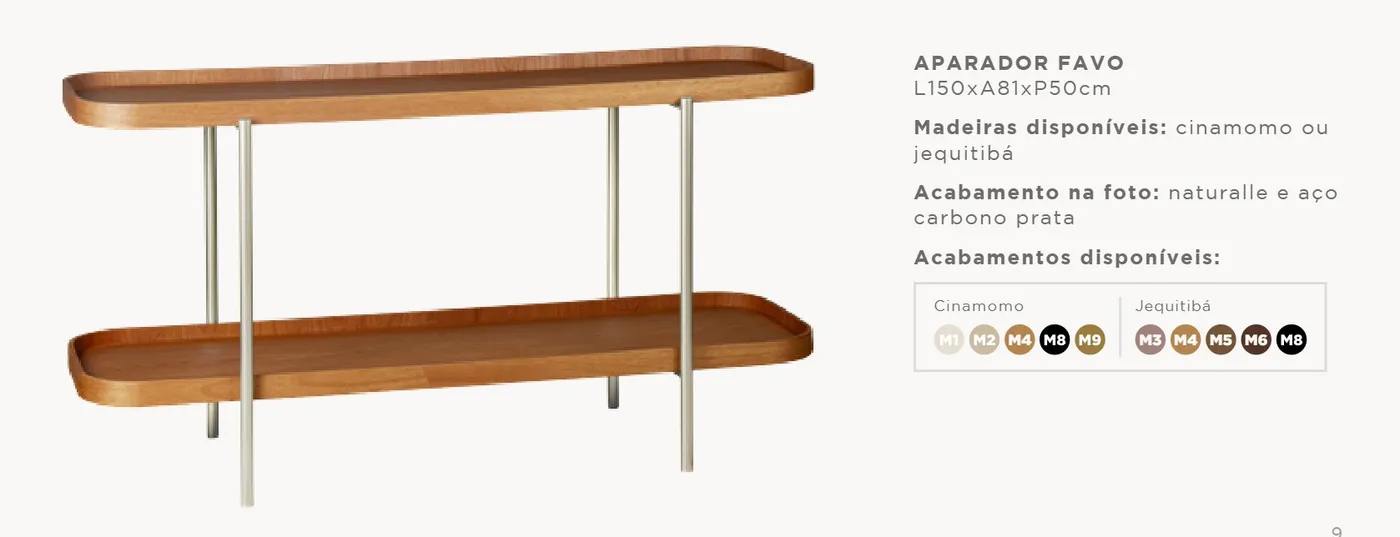 APARADOR FAVO
L150xA81xP50cm
Madeiras disponíveis: cinamomo ou
jequitibá
Acabamento na foto: naturalle e aço
carbono prata
Acabamentos disponíveis:
Cinamomo
M1 M2 M4 M8 M9
Jequitibá
M3 M4 M5 M6 M8
9